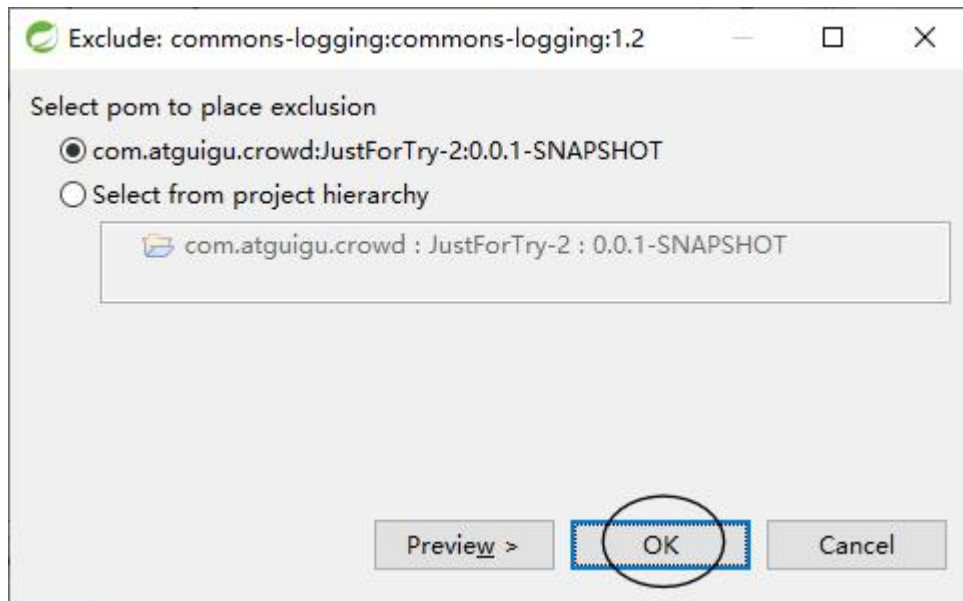 Exclude: commons-logging:commons-logging:1.2
Select pom to place exclusion
com.atguigu.crowd:JustForTry-2:0.0.1-SNAPSHOT
Select from project hierarchy
com.atguigu.crowd : JustForTry-2 : 0.0.1-SNAPSHOT
Preview > OK Cancel